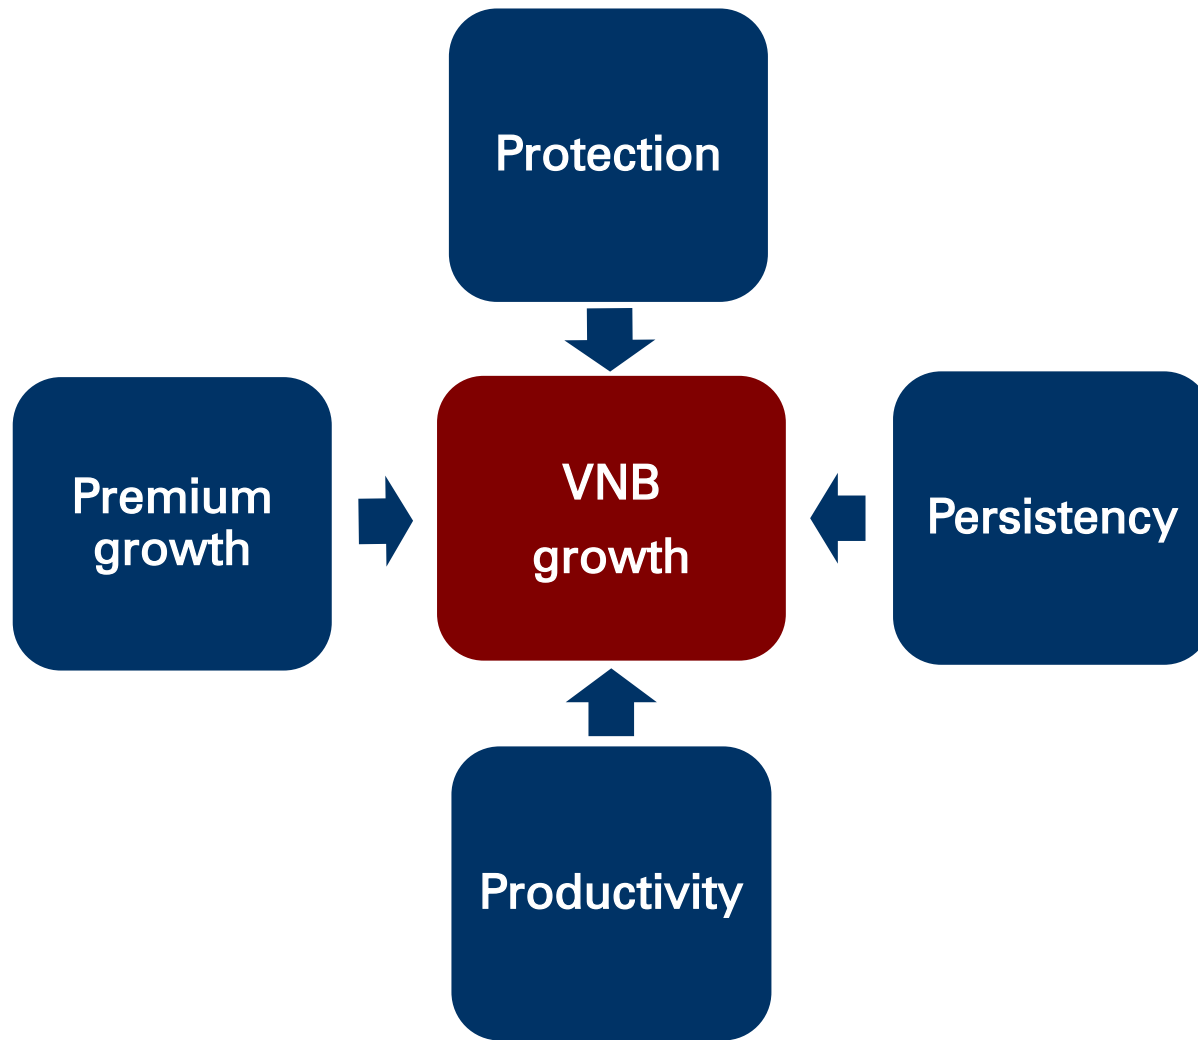 Protection
Premium
growth
VNB
growth
Persistency
Productivity